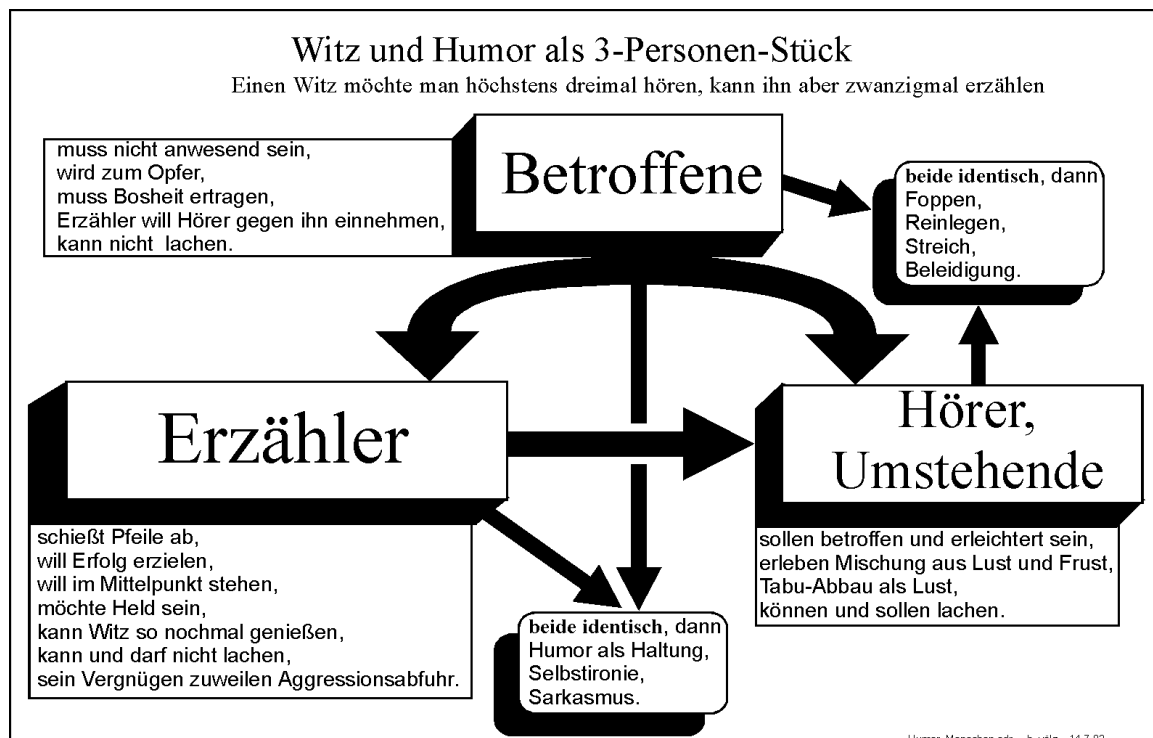 Witz und Humor als 3-Personen-Stück
Einen Witz möchte man höchstens dreimal hören, kann ihn aber zwanzigmal erzählen
muss nicht anwesend sein,
wird zum Opfer,
muss Bosheit ertragen,
Erzähler will Hörer gegen ihn einnehmen,
kann nicht lachen.
Betroffene
beide identisch, dann
Foppen,
Reinlegen,
Streich,
Beleidigung.
Erzähler
Hörer,
Umstehende
schießt Pfeile ab,
will Erfolg erzielen,
will im Mittelpunkt stehen,
möchte Held sein,
kann Witz so nochmal genießen,
kann und darf nicht lachen,
sein Vergnügen zuweilen Aggressionsabfuhr.
sollen betroffen und erleichtert sein,
erleben Mischung aus Lust und Frust,
Tabu-Abbau als Lust,
können und sollen lachen.
beide identisch, dann
Humor als Haltung,
Selbstironie,
Sarkasmus.